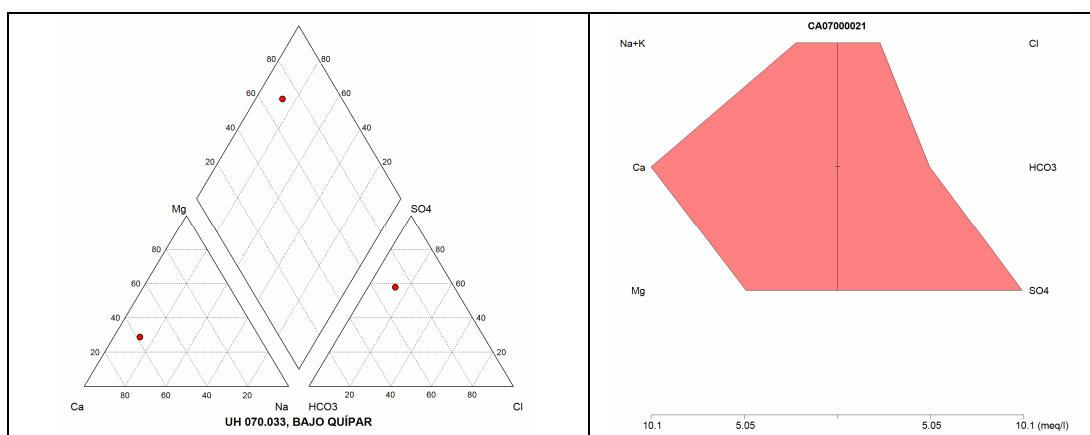 80 80
60 60
40 40
20 20
Mg SO4
80 80
60 60
40 40
20 20
Ca 80 60 40 20 Na HCO3 20 40 60 80 Cl
UH 070.033, BAJO QUÍPAR
CA07000021
Na+K Cl
Ca HCO3
Mg SO4
10.1 5.05 5.05 10.1 (meq/l)